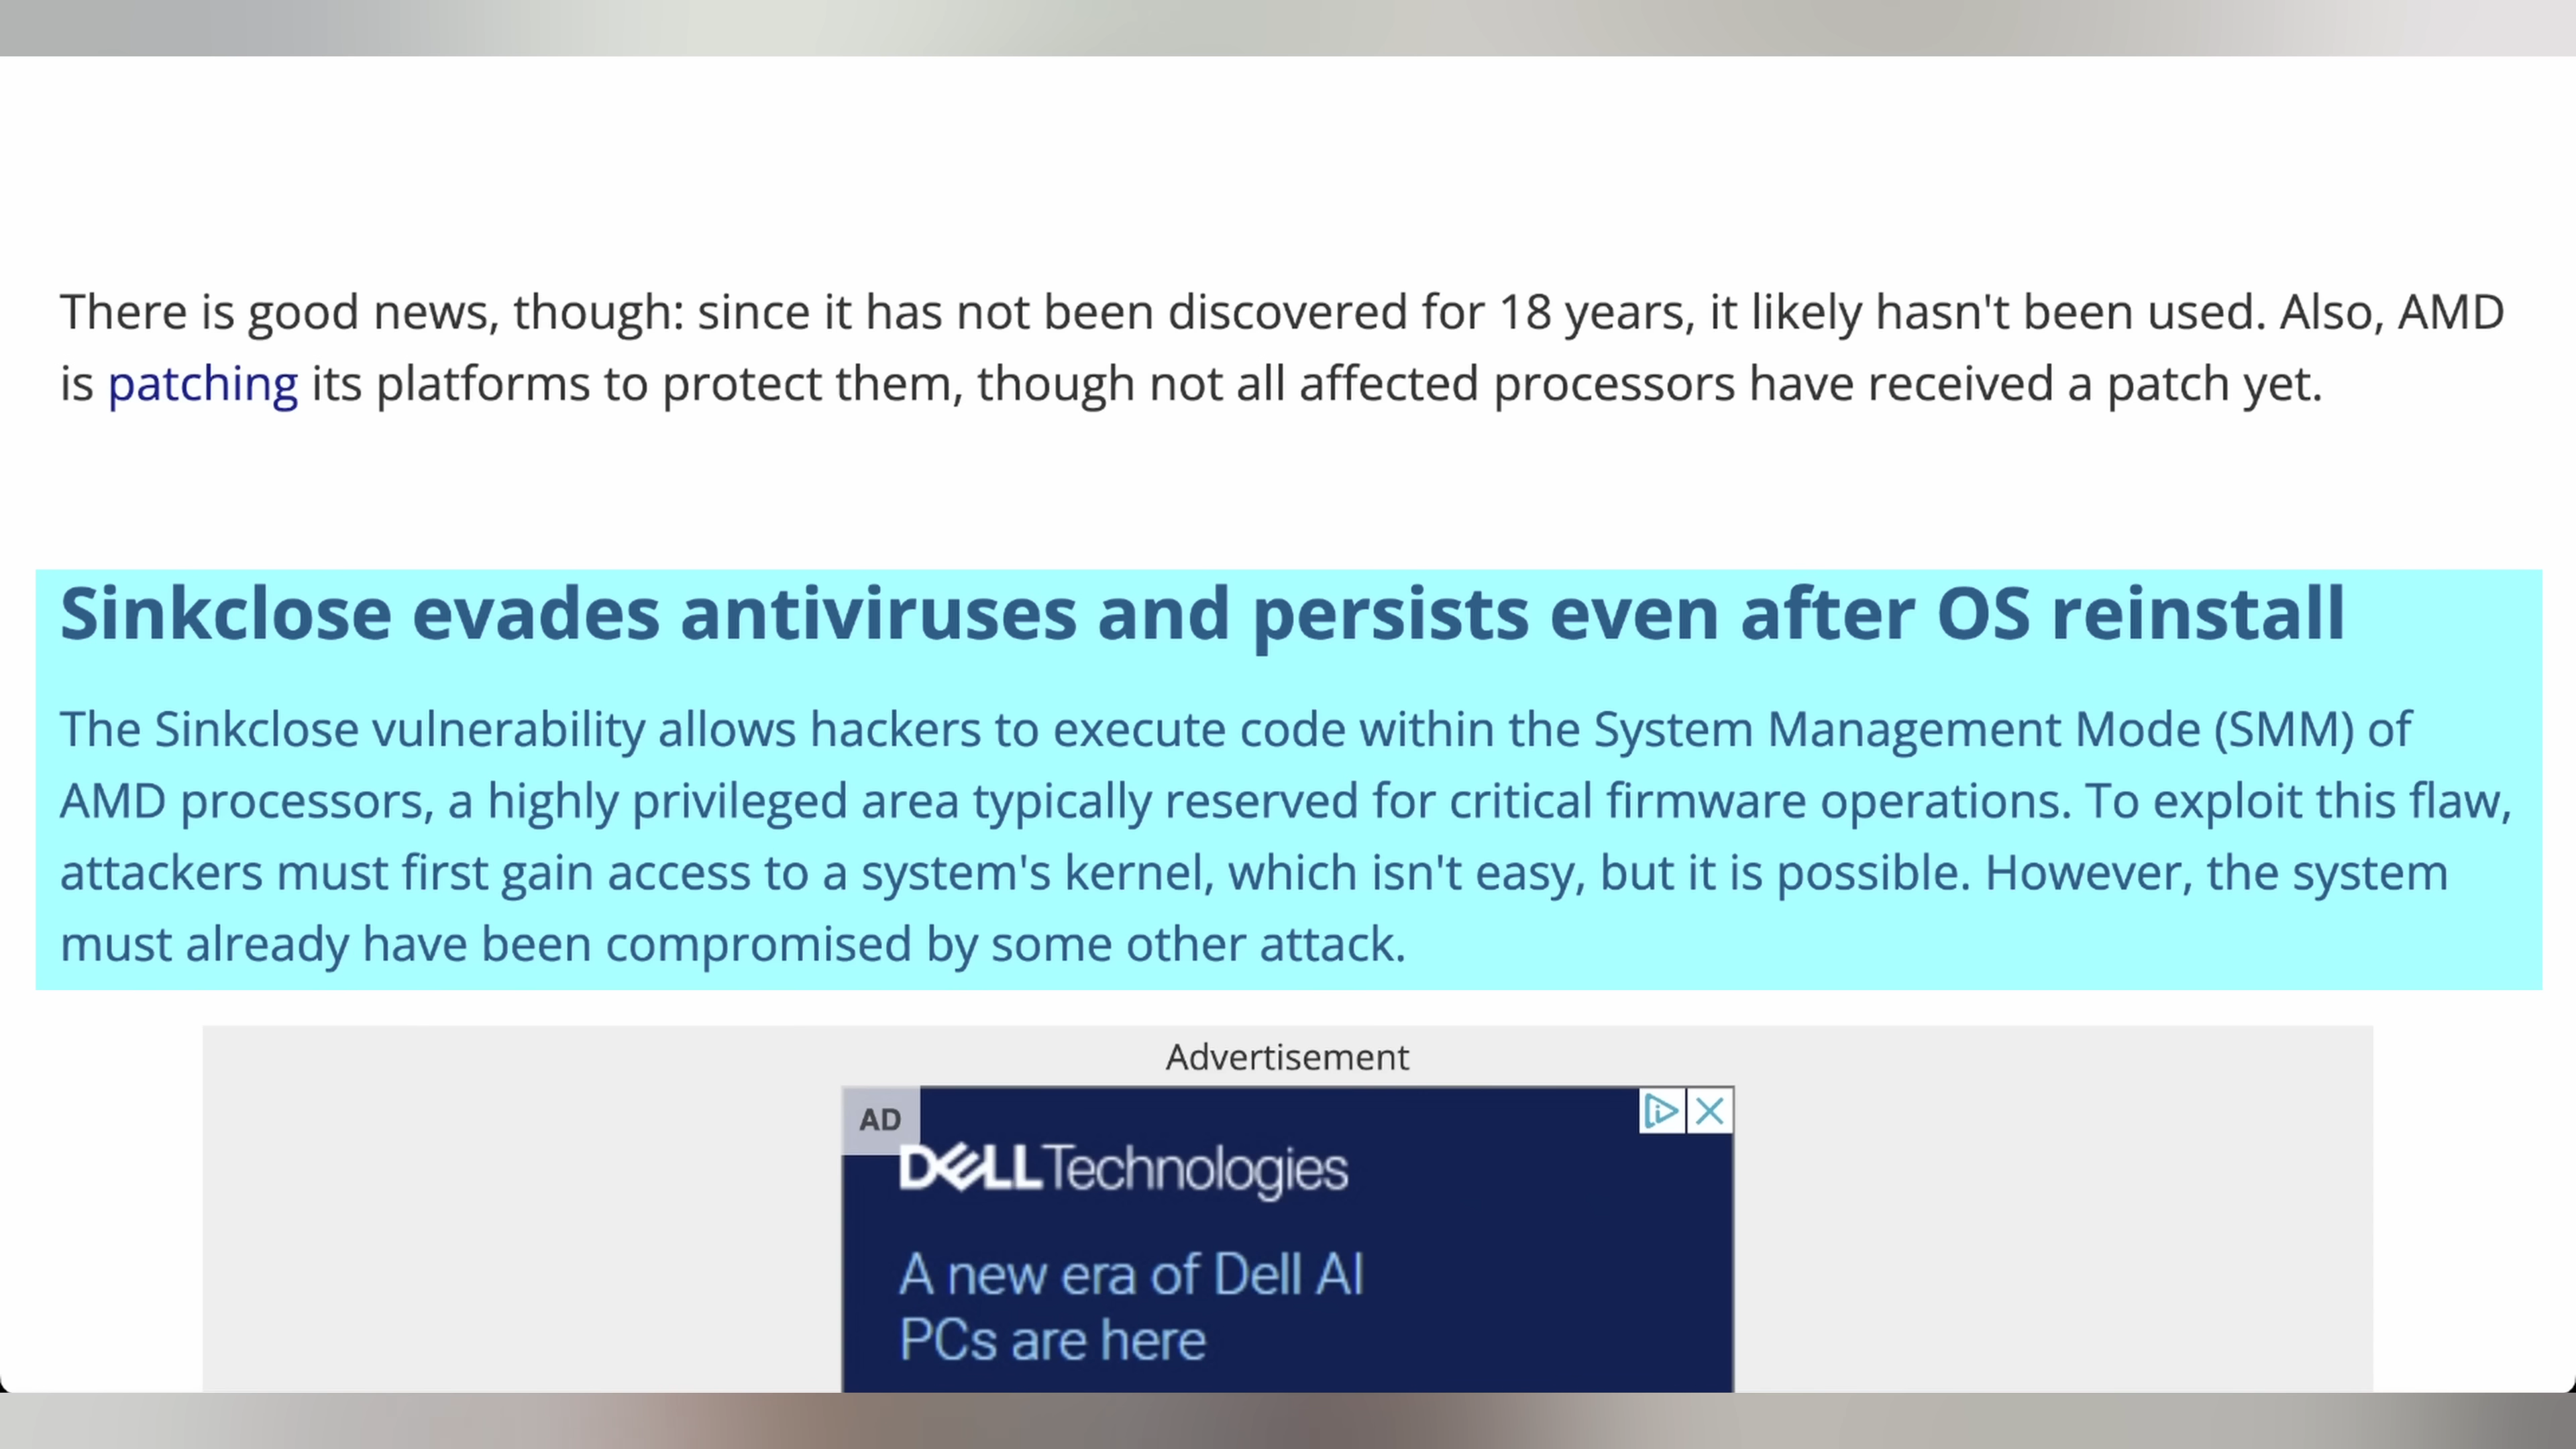 There is good news, though: since it has not been discovered for 18 years, it likely hasn't been used. Also, AMD
is patching its platforms to protect them, though not all affected processors have received a patch yet.
Sinkclose evades antiviruses and persists even after OS reinstall
The Sinkclose vulnerability allows hackers to execute code within the System Management Mode (SMM) of
AMD processors, a highly privileged area typically reserved for critical firmware operations. To exploit this flaw,
attackers must first gain access to a system's kernel, which isn't easy, but it is possible. However, the system
must already have been compromised by some other attack.
Advertisement
AD
DELL Technologies
A new era of Dell AI
PCs are here